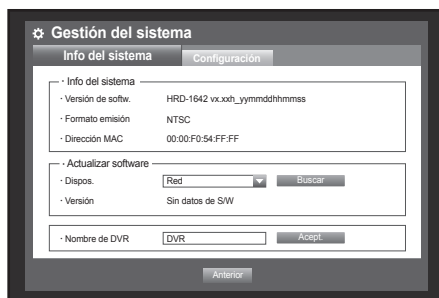 Gestión del sistema
Info del sistema Configuración
· Info del sistema
· Versión de softw. HRD-1642 vx.xxh_yymmddhhmmss
· Formato emisión NTSC
· Dirección MAC 00:00:F0:54:FF:FF
· Actualizar software
· Dispos. Red Buscar
· Versión Sin datos de S/W
· Nombre de DVR DVR Acept.
Anterior